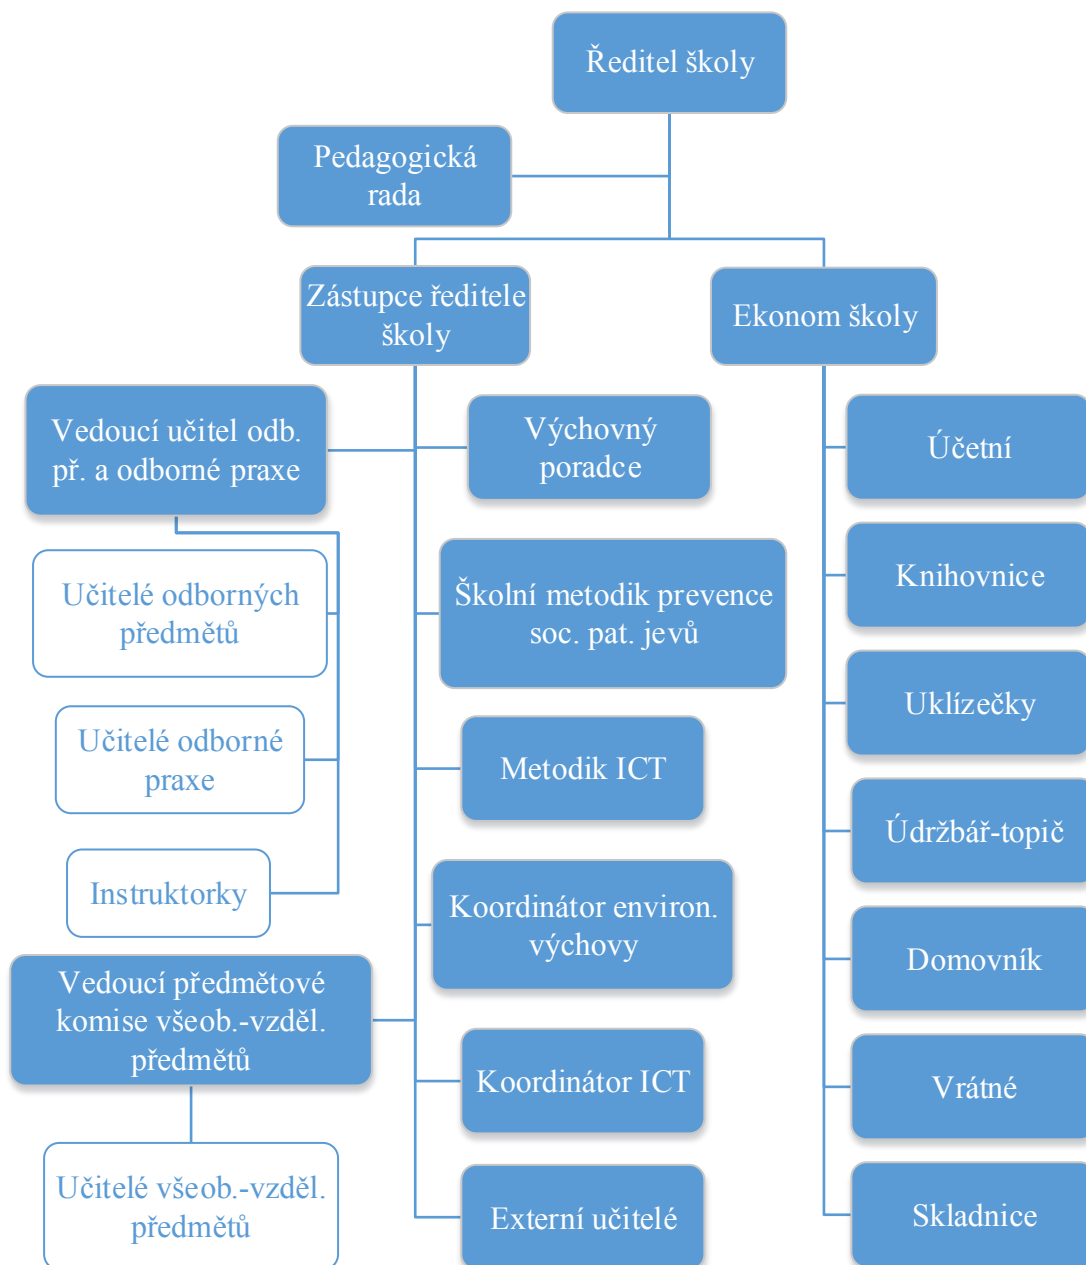 Ředitel školy
Pedagogická
rada
Zástupce ředitele
školy
Ekonom školy
Vedoucí učitel odb.
př. a odborné praxe
Učitelé odborných
předmětů
Učitelé odborné
praxe
Instruktorky
Vedoucí předmětové
komise všeob.-vzděl.
předmětů
Učitelé všeob.-vzděl.
předmětů
Výchovný
poradce
Školní metodik prevence
soc. pat. jevů
Metodik ICT
Koordinátor environ.
výchovy
Koordinátor ICT
Externí učitelé
Účetní
Knihovnice
Uklízečky
Údržbář-topič
Domovník
Vrátné
Skladnice